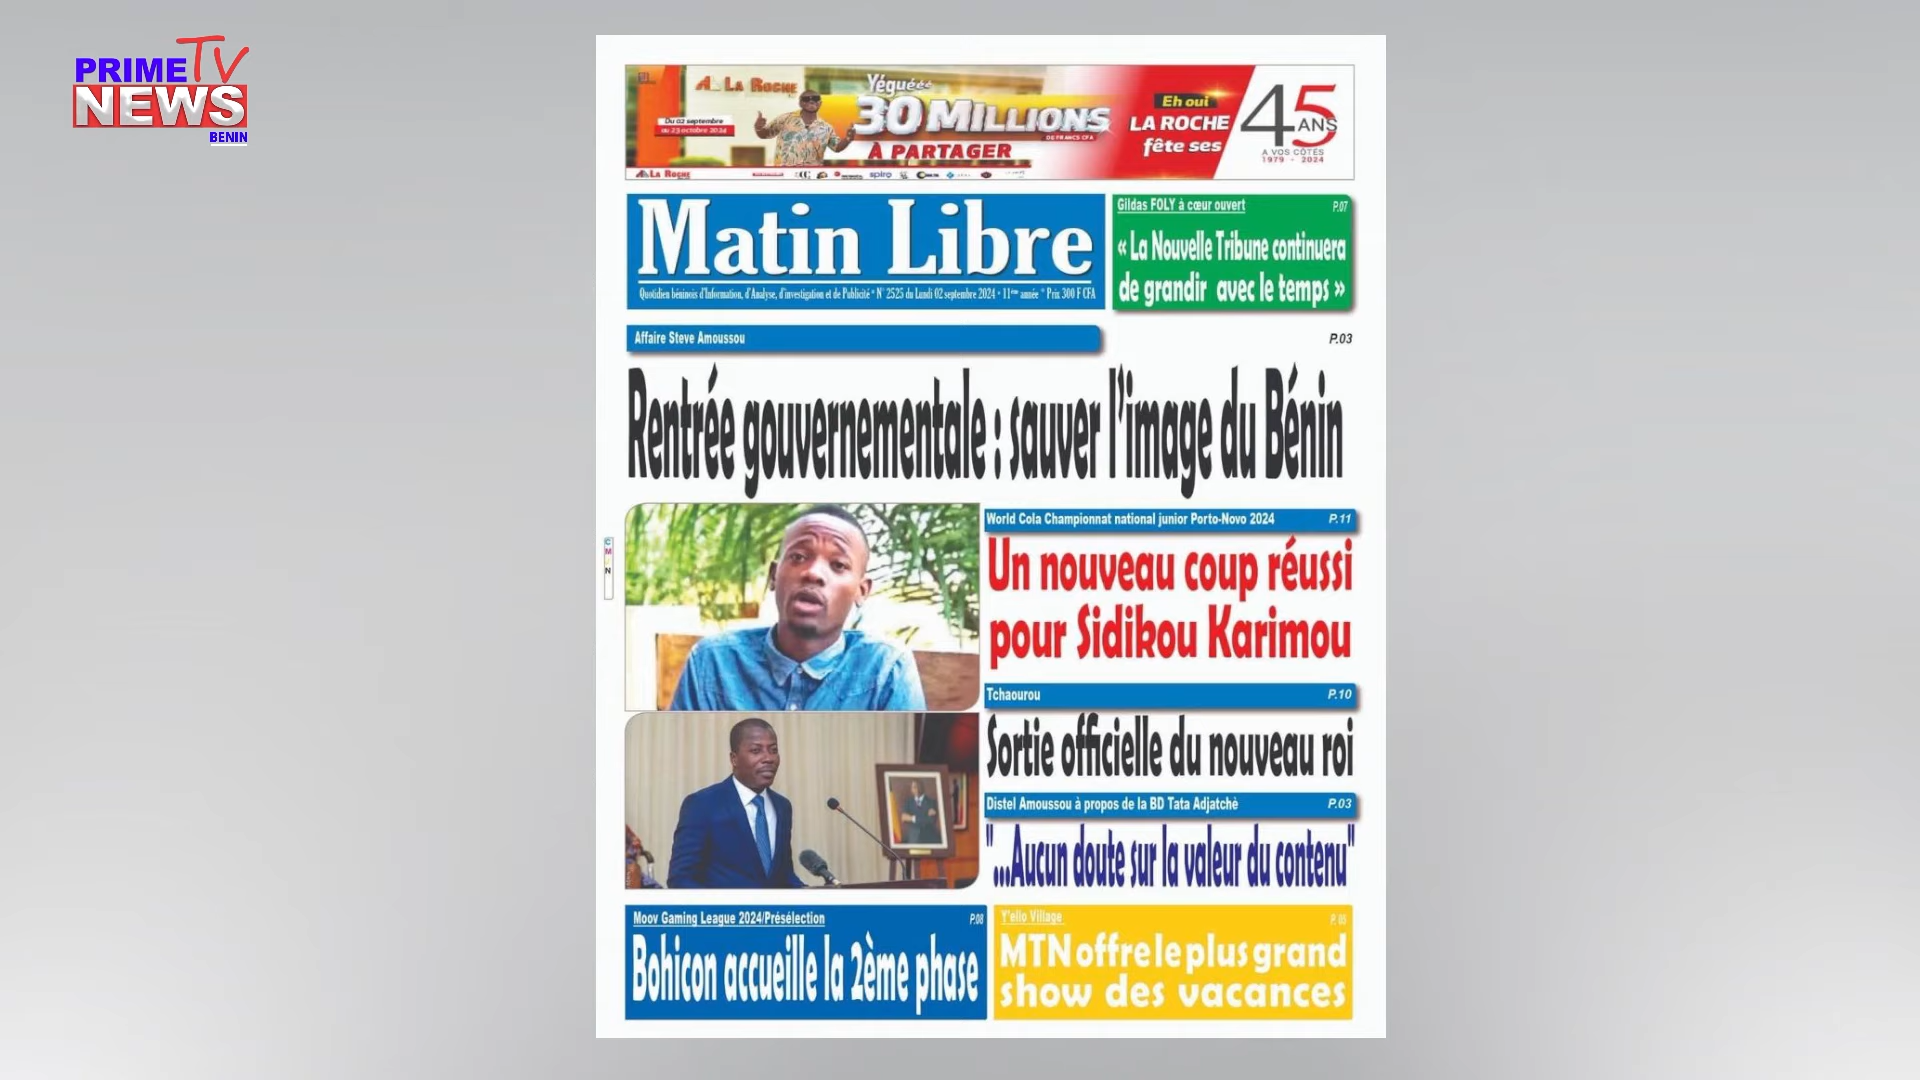 PRIME TV
NEWS
BENIN
LA ROCHE
Du 02 septembre
au 25 octobre 2024
Yéguééé
30 MILLIONS
DE FRANCS CFA
À PARTAGER
Eh oui
LA ROCHE
fête ses
45
ANS
A VOS CÔTÉS
1979 - 2024
LA ROCHE
spiro
Matin Libre
Quotidien béninois d'Information, d'Analyse, d'investigation et de Publicité * N° 2525 du Lundi 02 septembre 2024 * 11ème année * Prix 300 F CFA
Gildas FOLY à cœur ouvert P.07
« La Nouvelle Tribune continuera
de grandir avec le temps »
Affaire Steve Amoussou P.03
Rentrée gouvernementale : sauver l'image du Bénin
C
M
N
World Cola Championnat national junior Porto-Novo 2024 P.11
Un nouveau coup réussi
pour Sidikou Karimou
Tchaourou P.10
Sortie officielle du nouveau roi
Distel Amoussou à propos de la BD Tata Adjatchè P.03
"...Aucun doute sur la valeur du contenu"
Moov Gaming League 2024/Présélection P.08
Bohicon accueille la 2ème phase
Y'ello Village
MTN offre le plus grand
show des vacances